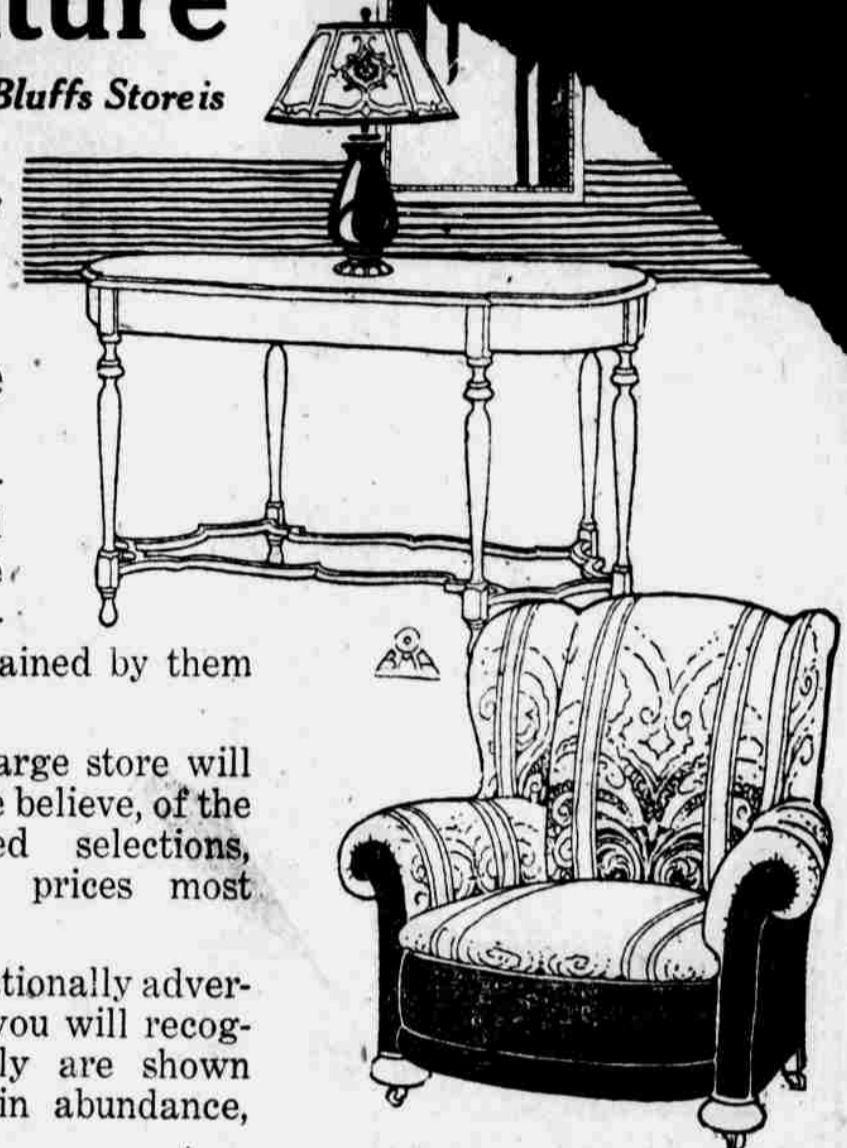 ture
Bluffs Store is
ained by them
arge store will
e believe, of the
ed selections,
prices most
tionally adver-
you will recog-
ly are shown
in abundance,